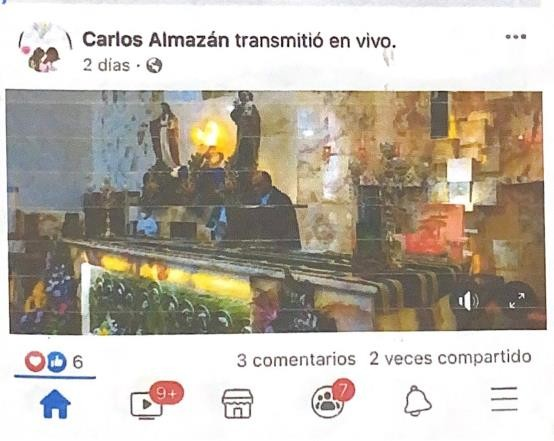 Carlos Almazán transmitió en vivo.
2 días
6
3 comentarios 2 veces compartido
9+
7